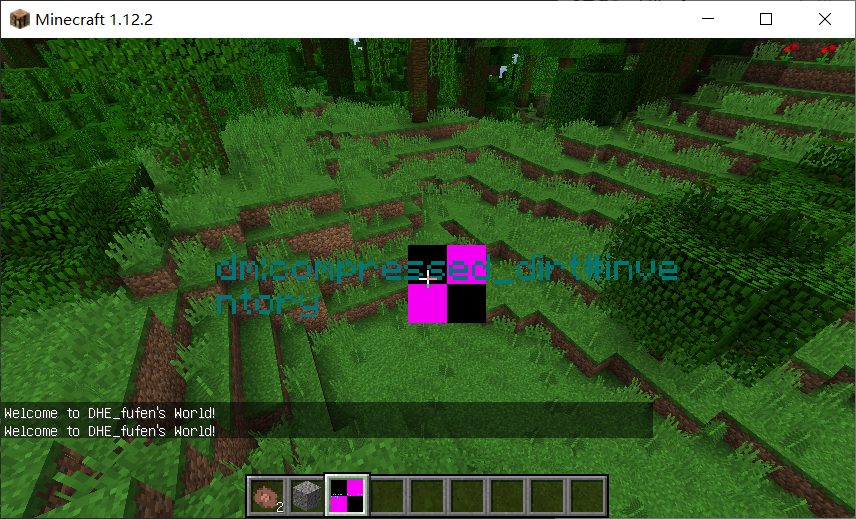 Minecraft 1.12.2
dm:compressed_dirt#inve
ntory
Welcome to DHE_fufen's World!
Welcome to DHE_fufen's World!
2